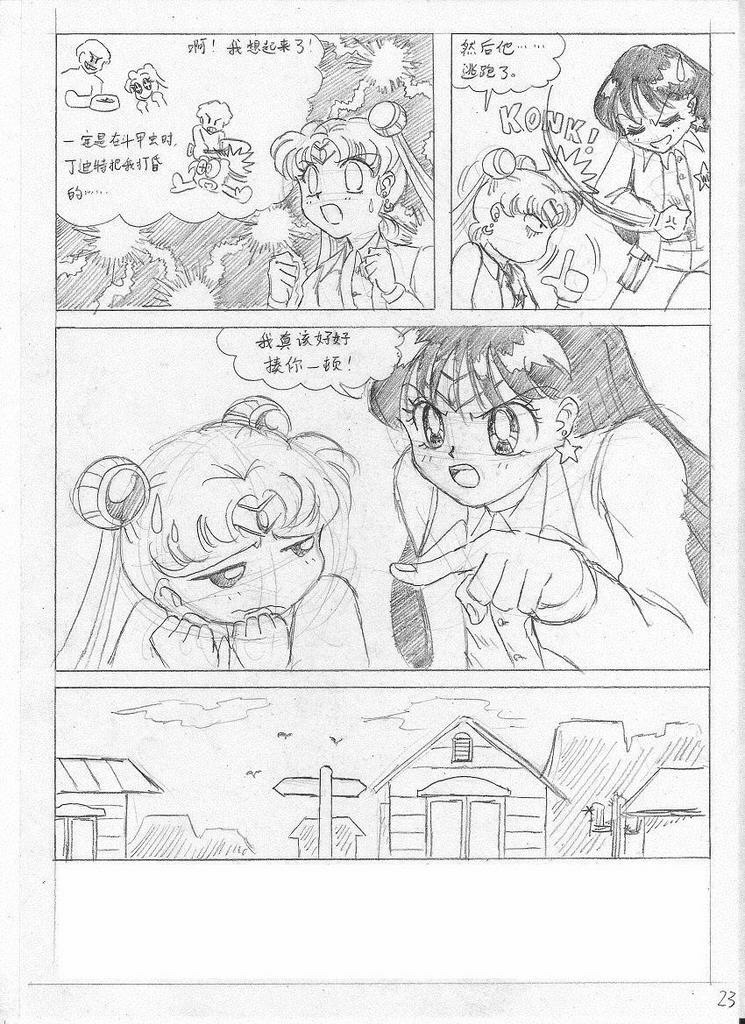 啊！我想起来了！
一定是在斗甲虫时,
丁迪特把我打昏
的……
然后他……
逃跑了。
KONK!
我真该好好
揍你一顿！
23